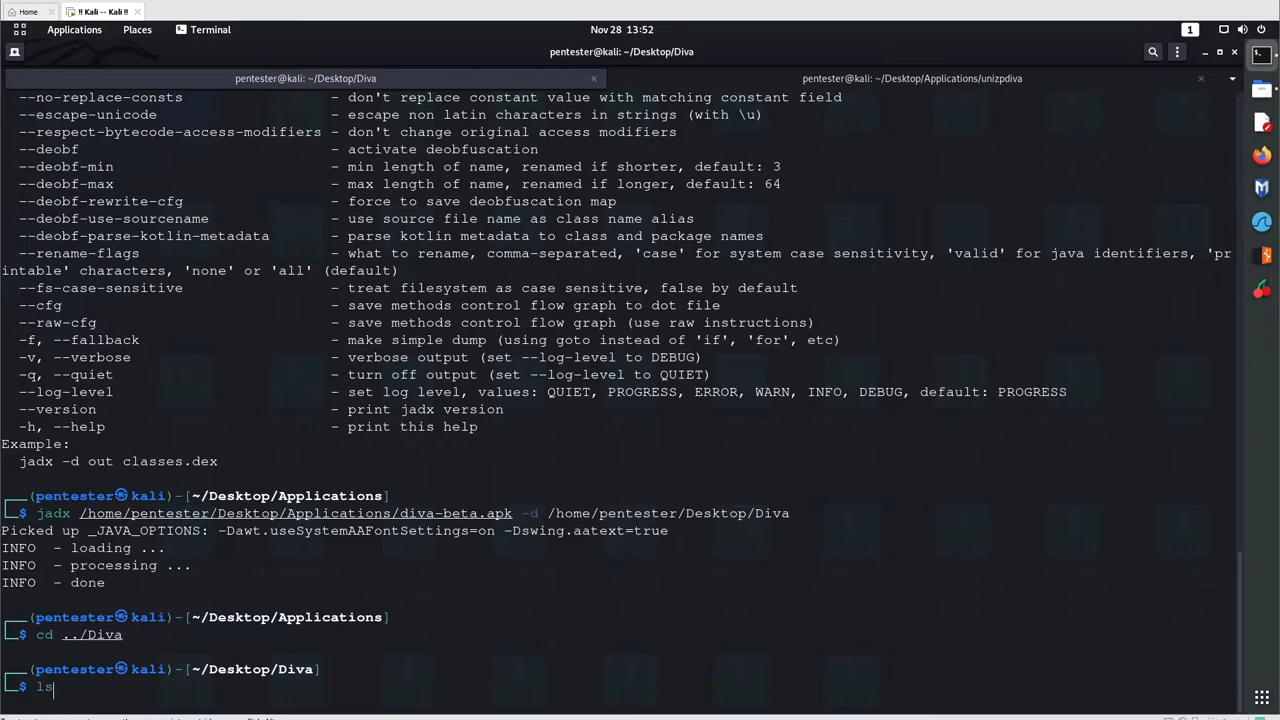 Home
!! Kali -- Kali !!
Applications
Places
Terminal
Nov 28 13:52
1
pentester@kali: ~/Desktop/Diva
pentester@kali: ~/Desktop/Diva
pentester@kali: ~/Desktop/Applications/unizpdiva
--no-replace-consts - don't replace constant value with matching constant field
--escape-unicode - escape non latin characters in strings (with \u)
--respect-bytecode-access-modifiers - don't change original access modifiers
--deobf - activate deobfuscation
--deobf-min - min length of name, renamed if shorter, default: 3
--deobf-max - max length of name, renamed if longer, default: 64
--deobf-rewrite-cfg - force to save deobfuscation map
--deobf-use-sourcename - use source file name as class name alias
--deobf-parse-kotlin-metadata - parse kotlin metadata to class and package names
--rename-flags - what to rename, comma-separated, 'case' for system case sensitivity, 'valid' for java identifiers, 'pr
intable' characters, 'none' or 'all' (default)
--fs-case-sensitive - treat filesystem as case sensitive, false by default
--cfg - save methods control flow graph to dot file
--raw-cfg - save methods control flow graph (use raw instructions)
-f, --fallback - make simple dump (using goto instead of 'if', 'for', etc)
-v, --verbose - verbose output (set --log-level to DEBUG)
-q, --quiet - turn off output (set --log-level to QUIET)
--log-level - set log level, values: QUIET, PROGRESS, ERROR, WARN, INFO, DEBUG, default: PROGRESS
--version - print jadx version
-h, --help - print this help
Example:
jadx -d out classes.dex
(pentester㉿kali)-[~/Desktop/Applications]
$ jadx /home/pentester/Desktop/Applications/diva-beta.apk -d /home/pentester/Desktop/Diva
Picked up _JAVA_OPTIONS: -Dawt.useSystemAAFontSettings=on -Dswing.aatext=true
INFO - loading ...
INFO - processing ...
INFO - done
(pentester㉿kali)-[~/Desktop/Applications]
$ cd ../Diva
(pentester㉿kali)-[~/Desktop/Diva]
$ ls